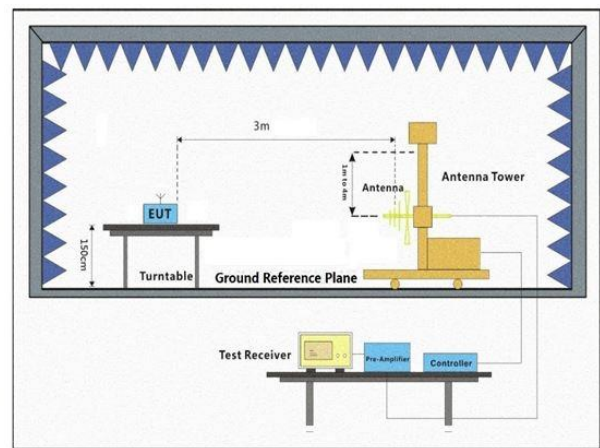 3m
1m to 4m
Antenna
Antenna Tower
EUT
150cm
Turntable
Ground Reference Plane
Test Receiver
Pre-Amplifier
Controller